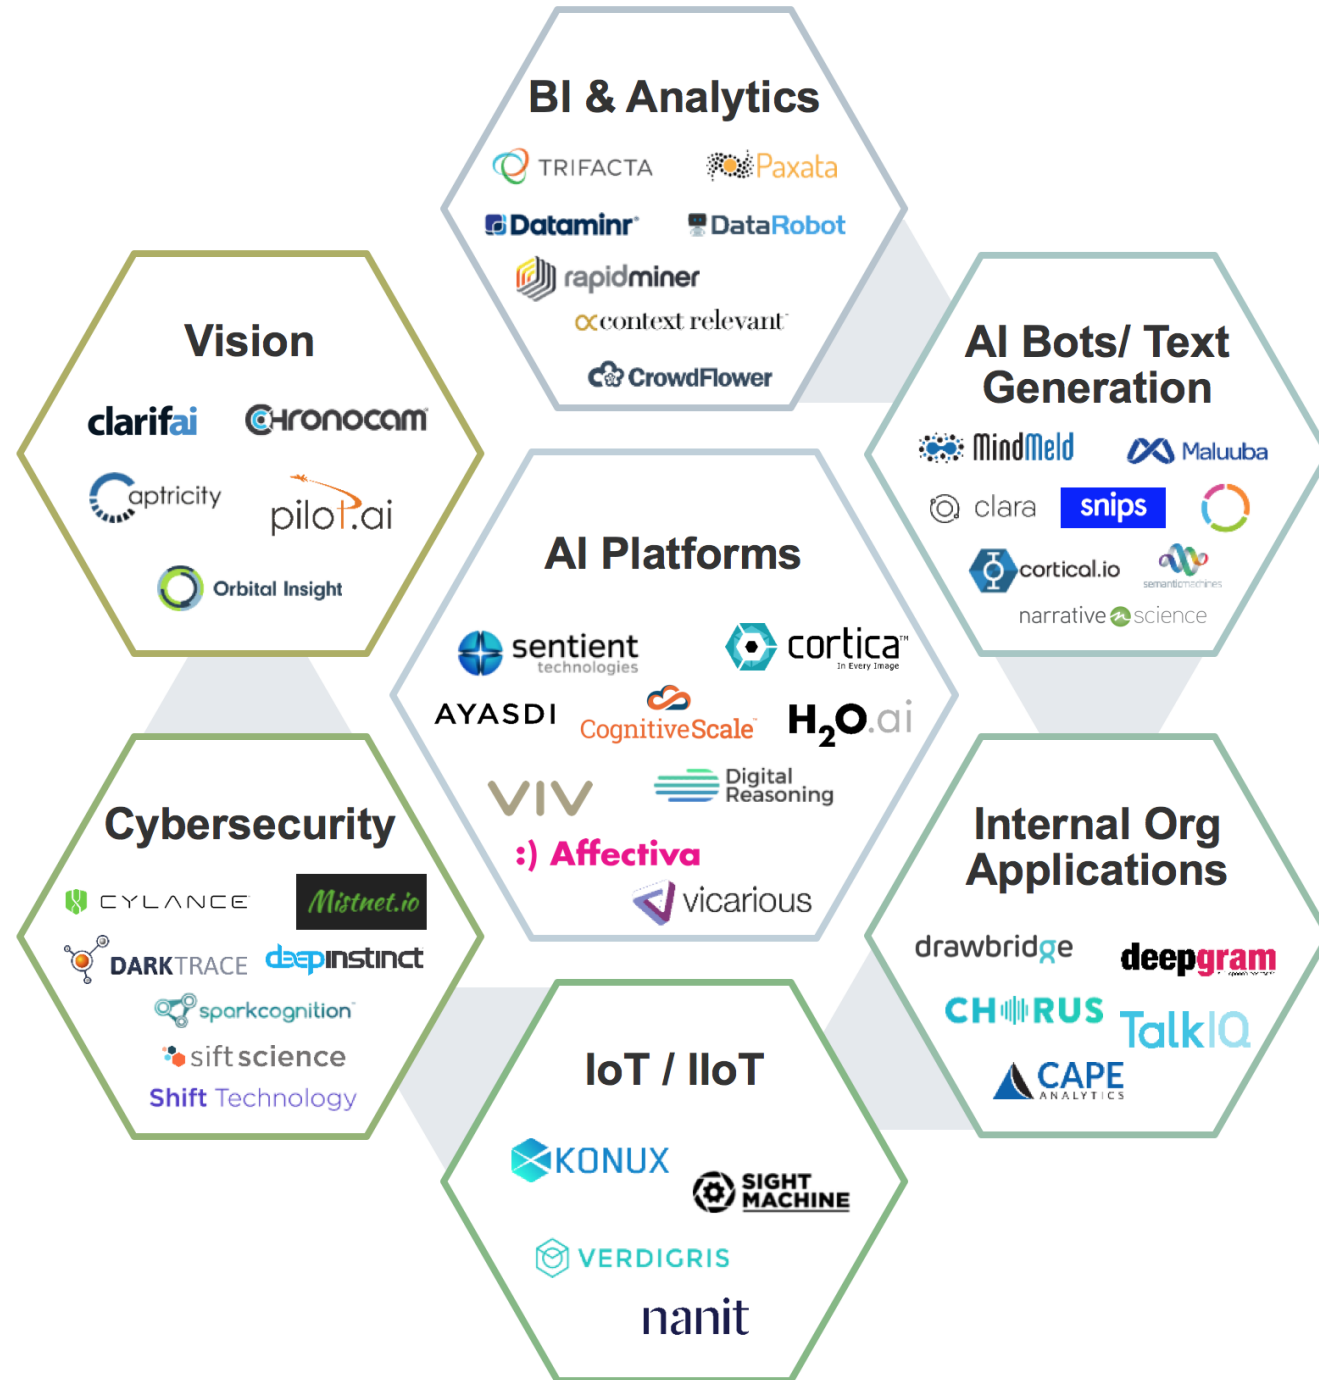 BI & Analytics
TRIFACTA
Paxata
Dataminr
DataRobot
rapidminer
context relevant
CrowdFlower
Vision
clarifai
CHRONOCAM
Captricity
pilot.ai
Orbital Insight
AI Bots/ Text
Generation
MindMeld
Maluuba
clara
snips
cortical.io
semanticmachines
narrative science
AI Platforms
sentient
technologies
cortica™
In Every Image
AYASDI
CognitiveScale
H2O.ai
VIV
Digital
Reasoning
:) Affectiva
vicarious
Cybersecurity
CYLANCE
Mistnet.io
DARKTRACE
deepinstinct
sparkcognition
sift science
Shift Technology
Internal Org
Applications
drawbridge
deepgram
CHORUS
TalkIQ
CAPE
ANALYTICS
IoT / IIoT
KONUX
SIGHT
MACHINE
VERDIGRIS
nanit